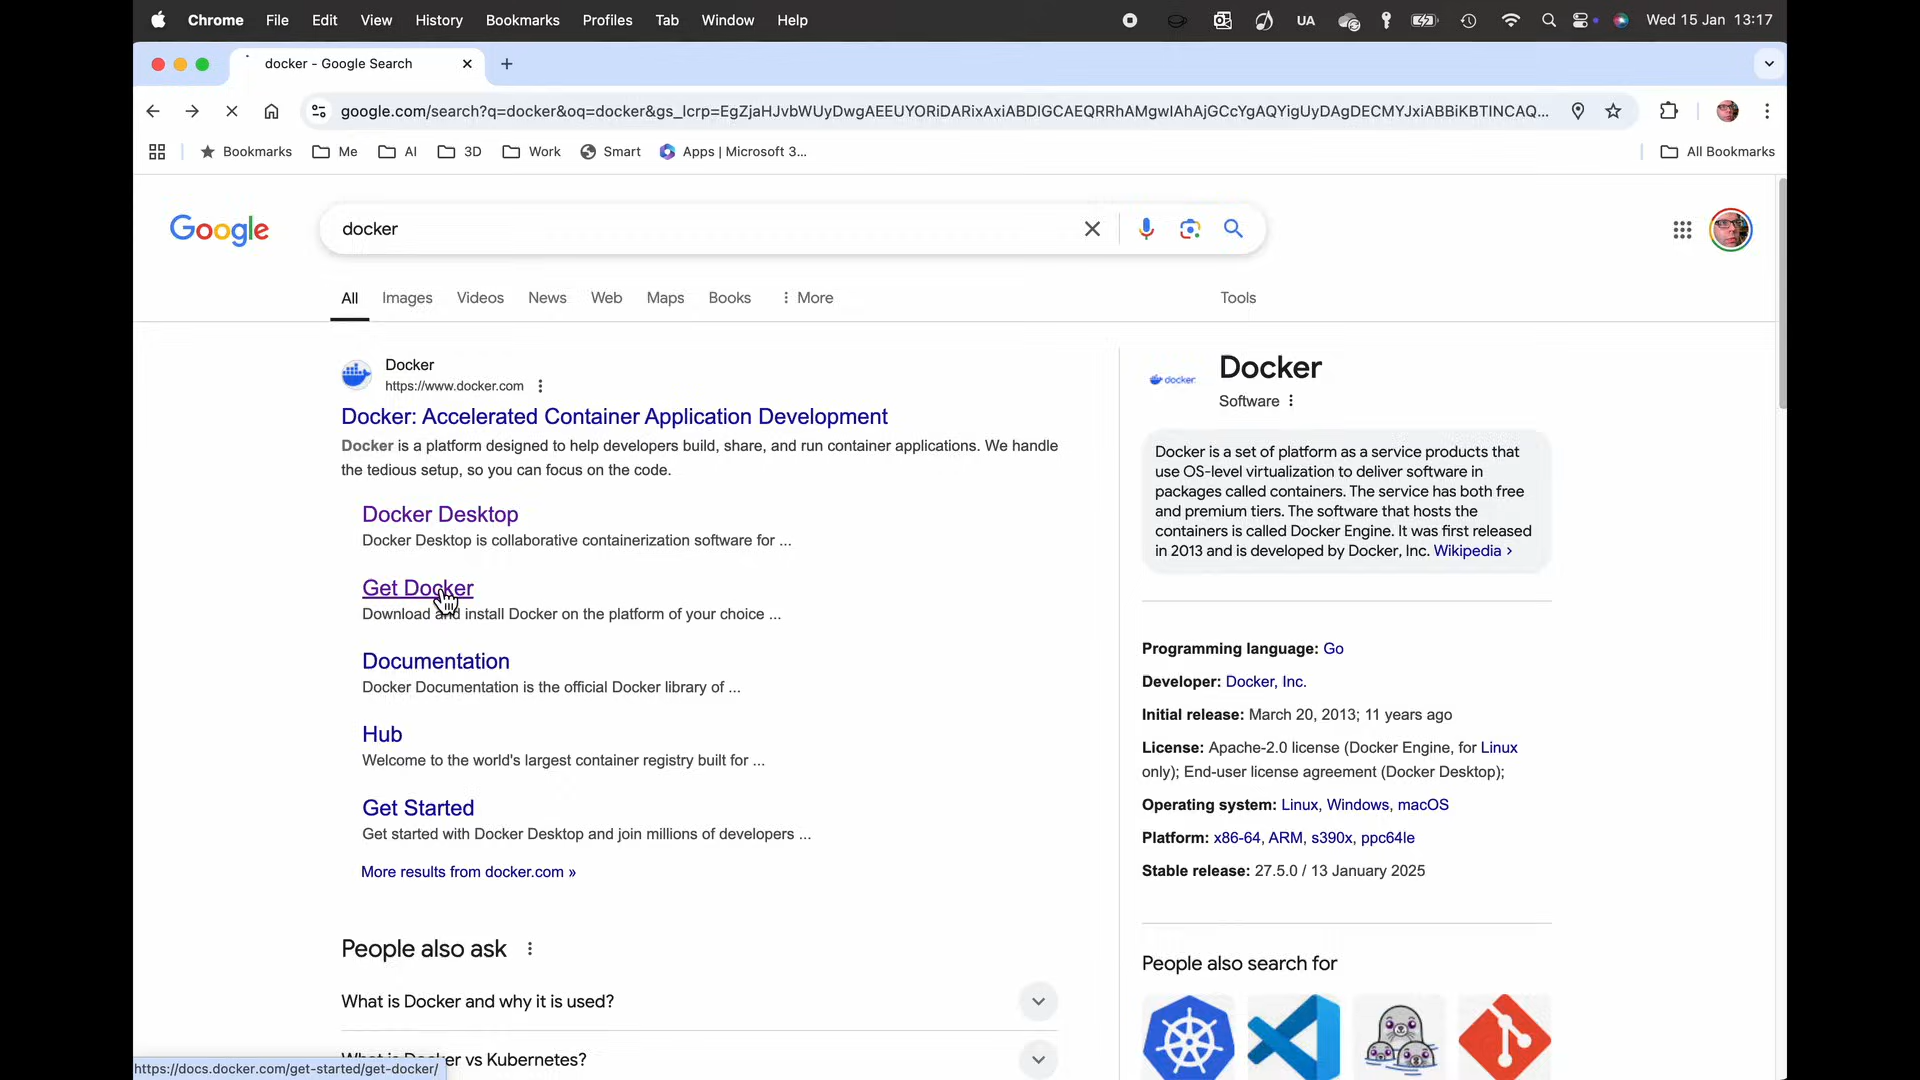 Chrome File Edit View History Bookmarks Profiles Tab Window Help UA Wed 15 Jan 13:17
docker - Google Search
google.com/search?q=docker&oq=docker&gs_lcrp=EgZjaHJvbWUyDwgAEEUYORiDARixAxiABDIGCAEQRRhAMgwIAhAjGCcYgAQYigUyDAgDECMYJxiABBiKBTINCAQ...
Bookmarks Me AI 3D Work Smart Apps | Microsoft 3... All Bookmarks
Google docker
All Images Videos News Web Maps Books More Tools
Docker
https://www.docker.com
Docker: Accelerated Container Application Development
Docker is a platform designed to help developers build, share, and run container applications. We handle
the tedious setup, so you can focus on the code.
Docker Desktop
Docker Desktop is collaborative containerization software for ...
Get Docker
Download and install Docker on the platform of your choice ...
Documentation
Docker Documentation is the official Docker library of ...
Hub
Welcome to the world's largest container registry built for ...
Get Started
Get started with Docker Desktop and join millions of developers ...
More results from docker.com »
People also ask
What is Docker and why it is used?
What is Docker vs Kubernetes?
https://docs.docker.com/get-started/get-docker/
docker
Docker
Software
Docker is a set of platform as a service products that
use OS-level virtualization to deliver software in
packages called containers. The service has both free
and premium tiers. The software that hosts the
containers is called Docker Engine. It was first released
in 2013 and is developed by Docker, Inc. Wikipedia ›
Programming language: Go
Developer: Docker, Inc.
Initial release: March 20, 2013; 11 years ago
License: Apache-2.0 license (Docker Engine, for Linux
only); End-user license agreement (Docker Desktop);
Operating system: Linux, Windows, macOS
Platform: x86-64, ARM, s390x, ppc64le
Stable release: 27.5.0 / 13 January 2025
People also search for